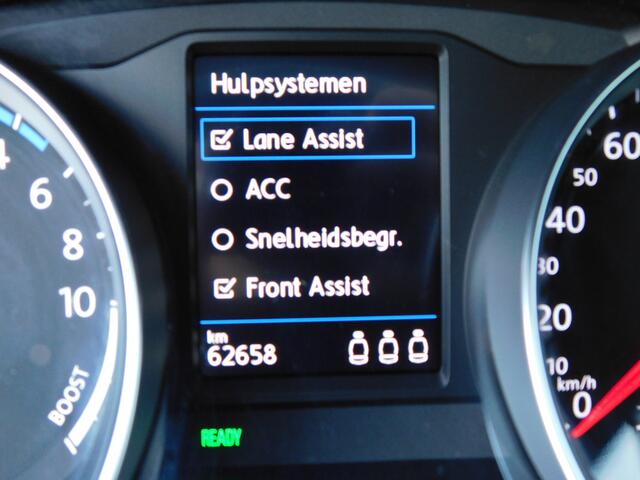 Hulpsystemen
Lane Assist
ACC
Snelheidsbegr.
Front Assist
km
62658
4
6
8
10
BOOST
READY
60
50
40
30
20
10
km/h
0